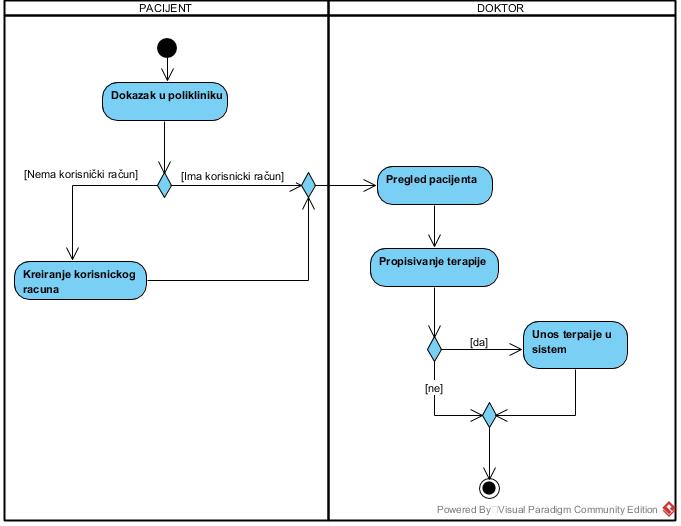 PACIJENT
DOKTOR
Dokazak u polikliniku
[Nema korisnički račun]
[Ima korisnicki račun]
Pregled pacijenta
Kreiranje korisnickog
racuna
Propisivanje terapije
[da]
Unos terpaije u
sistem
[ne]
Powered By Visual Paradigm Community Edition